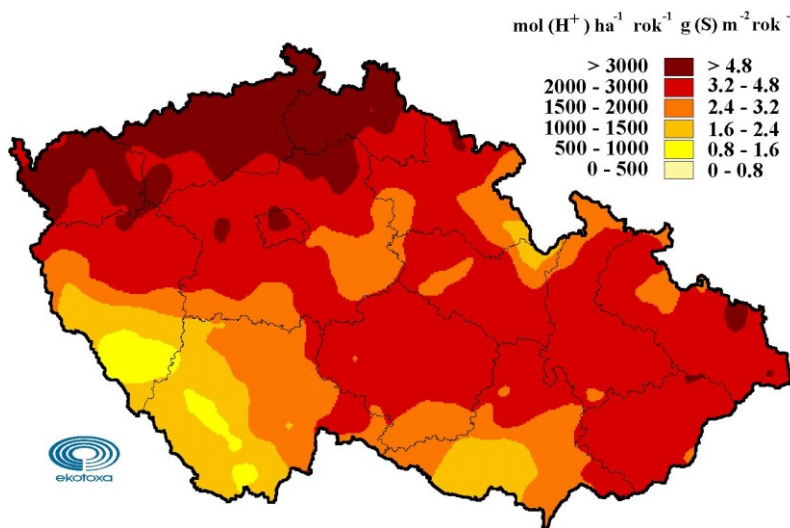 mol (H⁺) ha⁻¹ rok⁻¹ g (S) m⁻² rok⁻
> 3000 > 4.8
2000 - 3000 3.2 - 4.8
1500 - 2000 2.4 - 3.2
1000 - 1500 1.6 - 2.4
500 - 1000 0.8 - 1.6
0 - 500 0 - 0.8
ekotoxa